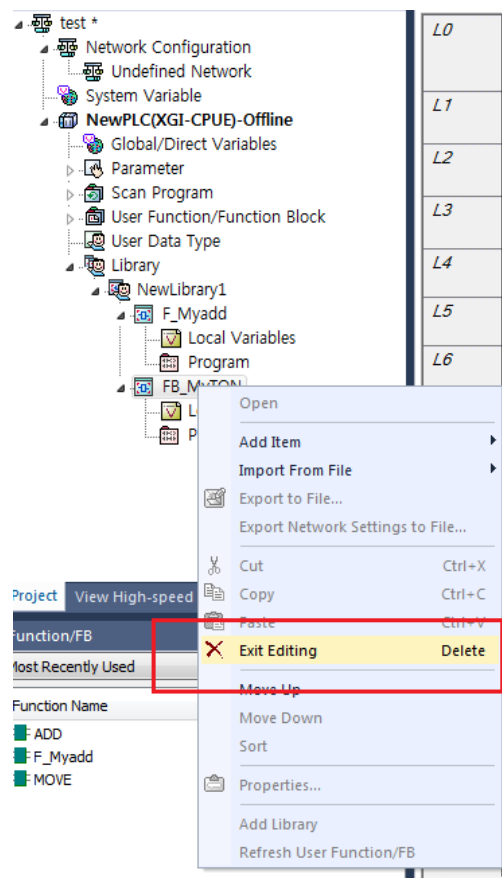 test *
Network Configuration
Undefined Network
System Variable
NewPLC(XGI-CPUE)-Offline
Global/Direct Variables
Parameter
Scan Program
User Function/Function Block
User Data Type
Library
NewLibrary1
F_Myadd
Local Variables
Program
FB_MyTON
L
P
L0
L1
L2
L3
L4
L5
L6
Open
Add Item
Import From File
Export to File...
Export Network Settings to File...
Cut Ctrl+X
Copy Ctrl+C
Paste Ctrl+V
Exit Editing Delete
Move Up
Move Down
Sort
Properties...
Add Library
Refresh User Function/FB
Project View High-speed
Function/FB
Most Recently Used
Function Name
ADD
F_Myadd
MOVE